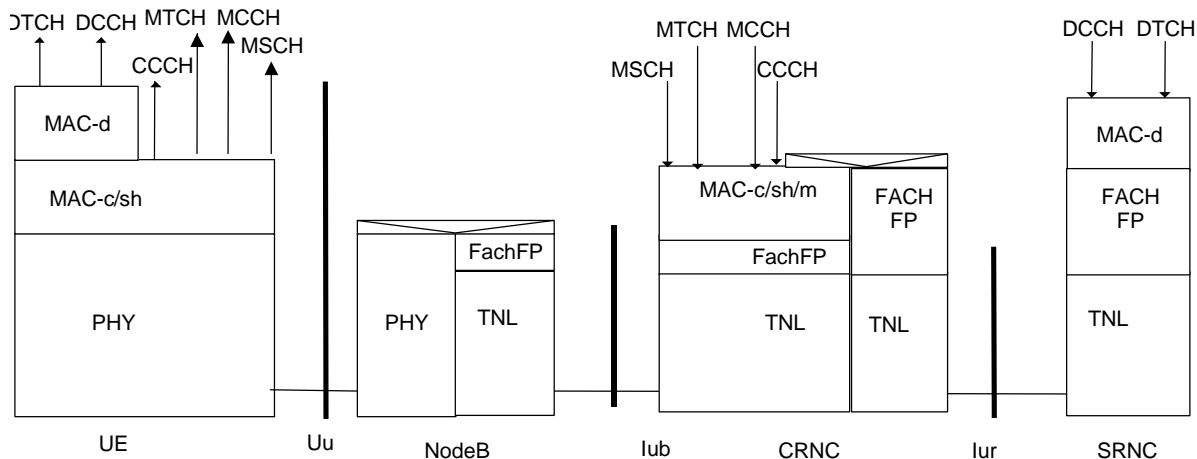 DTCH DCCH MTCH MCCH
MSCH
CCCH
MTCH MCCH
MSCH CCCH
DCCH DTCH
MAC-d
MAC-c/sh
PHY
FachFP
PHY
TNL
MAC-c/sh/m
FachFP
TNL
FACH
FP
TNL
MAC-d
FACH
FP
TNL
UE Uu NodeB Iub CRNC Iur SRNC